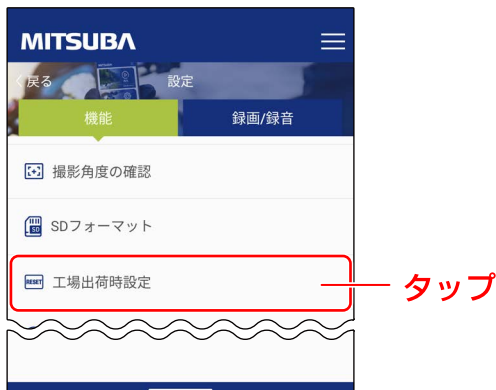 MITSUBA
戻る 設定
機能 録画/録音
撮影角度の確認
SD
SDフォーマット
RESET 工場出荷時設定
タップ